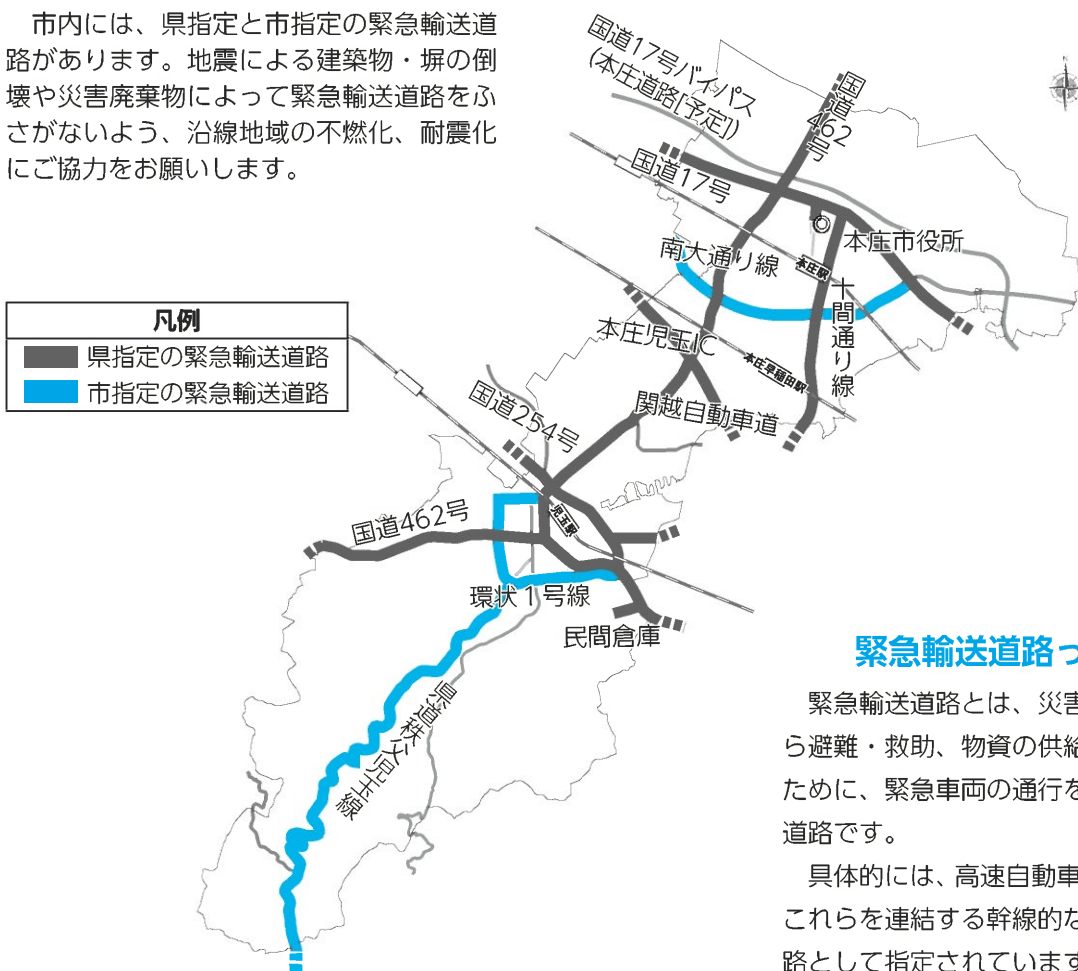 市内には、県指定と市指定の緊急輸送道
路があります。地震による建築物・塀の倒
壊や災害廃棄物によって緊急輸送道路をふ
さがないよう、沿線地域の不燃化、耐震化
にご協力をお願いします。
国道17号バイパス
(本庄道路[予定])
国道462号
N
国道17号
本庄市役所
南大通り線
本庄駅
十間通り線
本庄児玉IC
本庄早稲田駅
関越自動車道
凡例
県指定の緊急輸送道路
市指定の緊急輸送道路
国道254号
児玉駅
国道462号
環状1号線
民間倉庫
県道秩父児玉線
緊急輸送道路っ
緊急輸送道路とは、災害
ら避難・救助、物資の供給
ために、緊急車両の通行を
道路です。
具体的には、高速自動車
これらを連結する幹線的な
路として指定されています